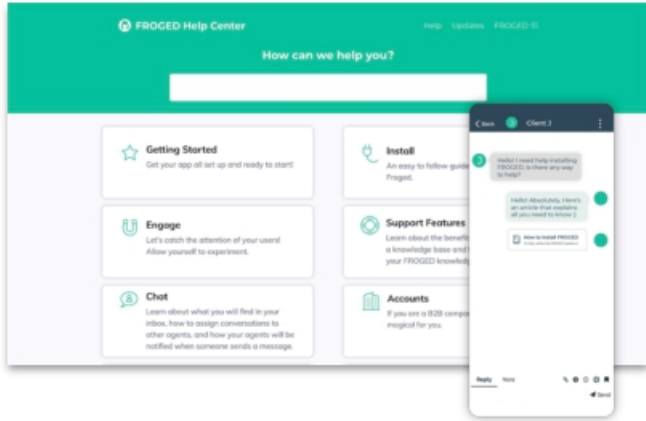 FROGED Help Center
Help Updates FROGED
How can we help you?
Getting Started
Get your app all set up and ready to start!
Install
An easy to follow guide
Froged.
Engage
Let's catch the attention of your users!
Allow yourself to experiment.
Support Features
Learn about the benefit
a knowledge base and
your FROGED knowled
Chat
Learn about what you will find in your
inbox, how to assign conversations to
other agents, and how your agents will be
notified when someone sends a message.
Accounts
If you are a B2B compa
magical for you.
Back
Client J
Hello! I need help installing
FROGED, is there any way
to help?
Hello! Absolutely, Here's
an article that explains
all you need to know :)
How to install FROGED
Reply Note
Send